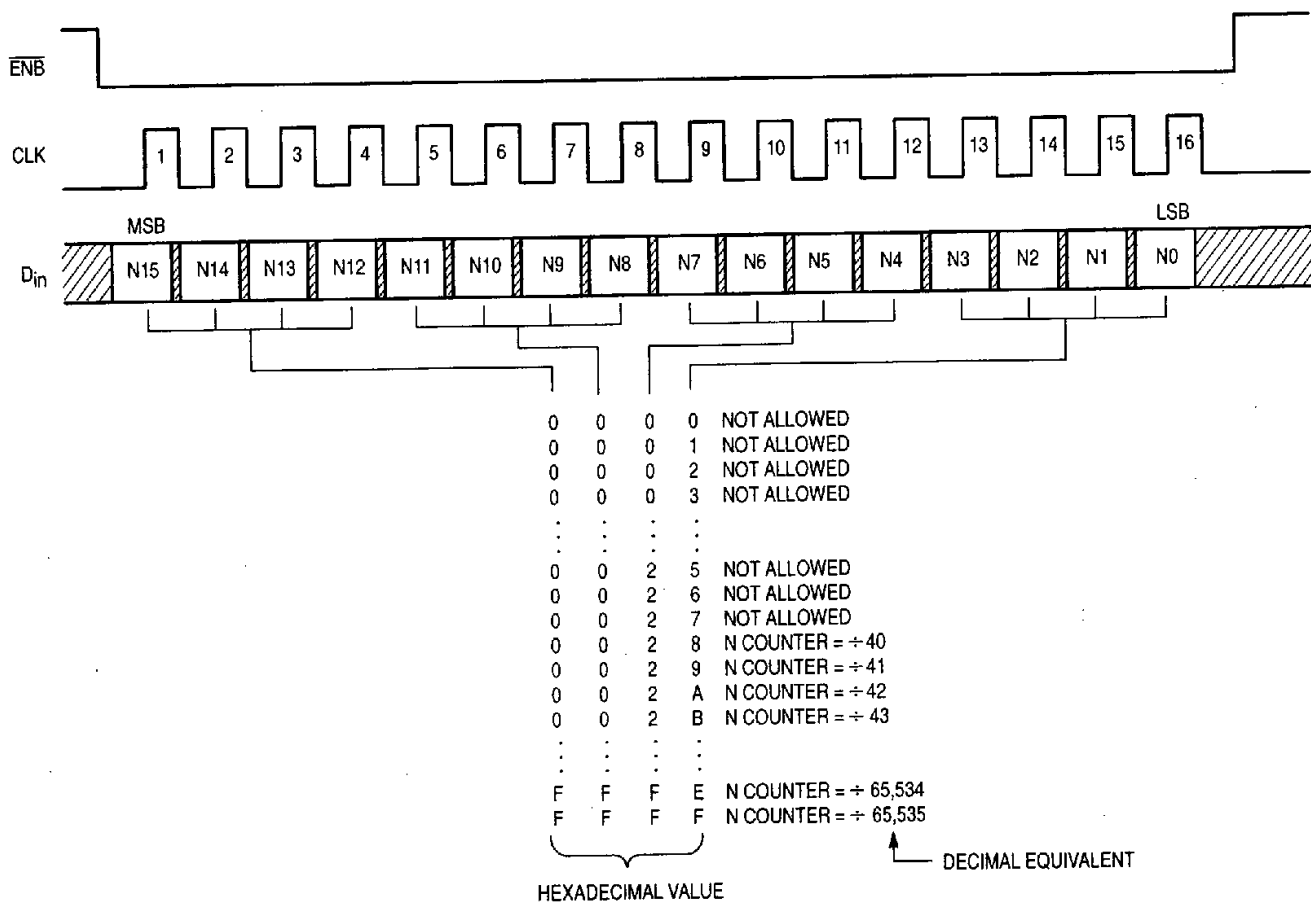 ENB
CLK
1 2 3 4 5 6 7 8 9 10 11 12 13 14 15 16
MSB LSB
Din
N15 N14 N13 N12 N11 N10 N9 N8 N7 N6 N5 N4 N3 N2 N1 N0
0 0 0 0 NOT ALLOWED
0 0 0 1 NOT ALLOWED
0 0 0 2 NOT ALLOWED
0 0 0 3 NOT ALLOWED
. . . .
. . . .
. . . .
0 0 2 5 NOT ALLOWED
0 0 2 6 NOT ALLOWED
0 0 2 7 NOT ALLOWED
0 0 2 8 N COUNTER = ÷ 40
0 0 2 9 N COUNTER = ÷ 41
0 0 2 A N COUNTER = ÷ 42
0 0 2 B N COUNTER = ÷ 43
. . . .
. . . .
. . . .
F F F E N COUNTER = ÷ 65,534
F F F F N COUNTER = ÷ 65,535
DECIMAL EQUIVALENT
HEXADECIMAL VALUE